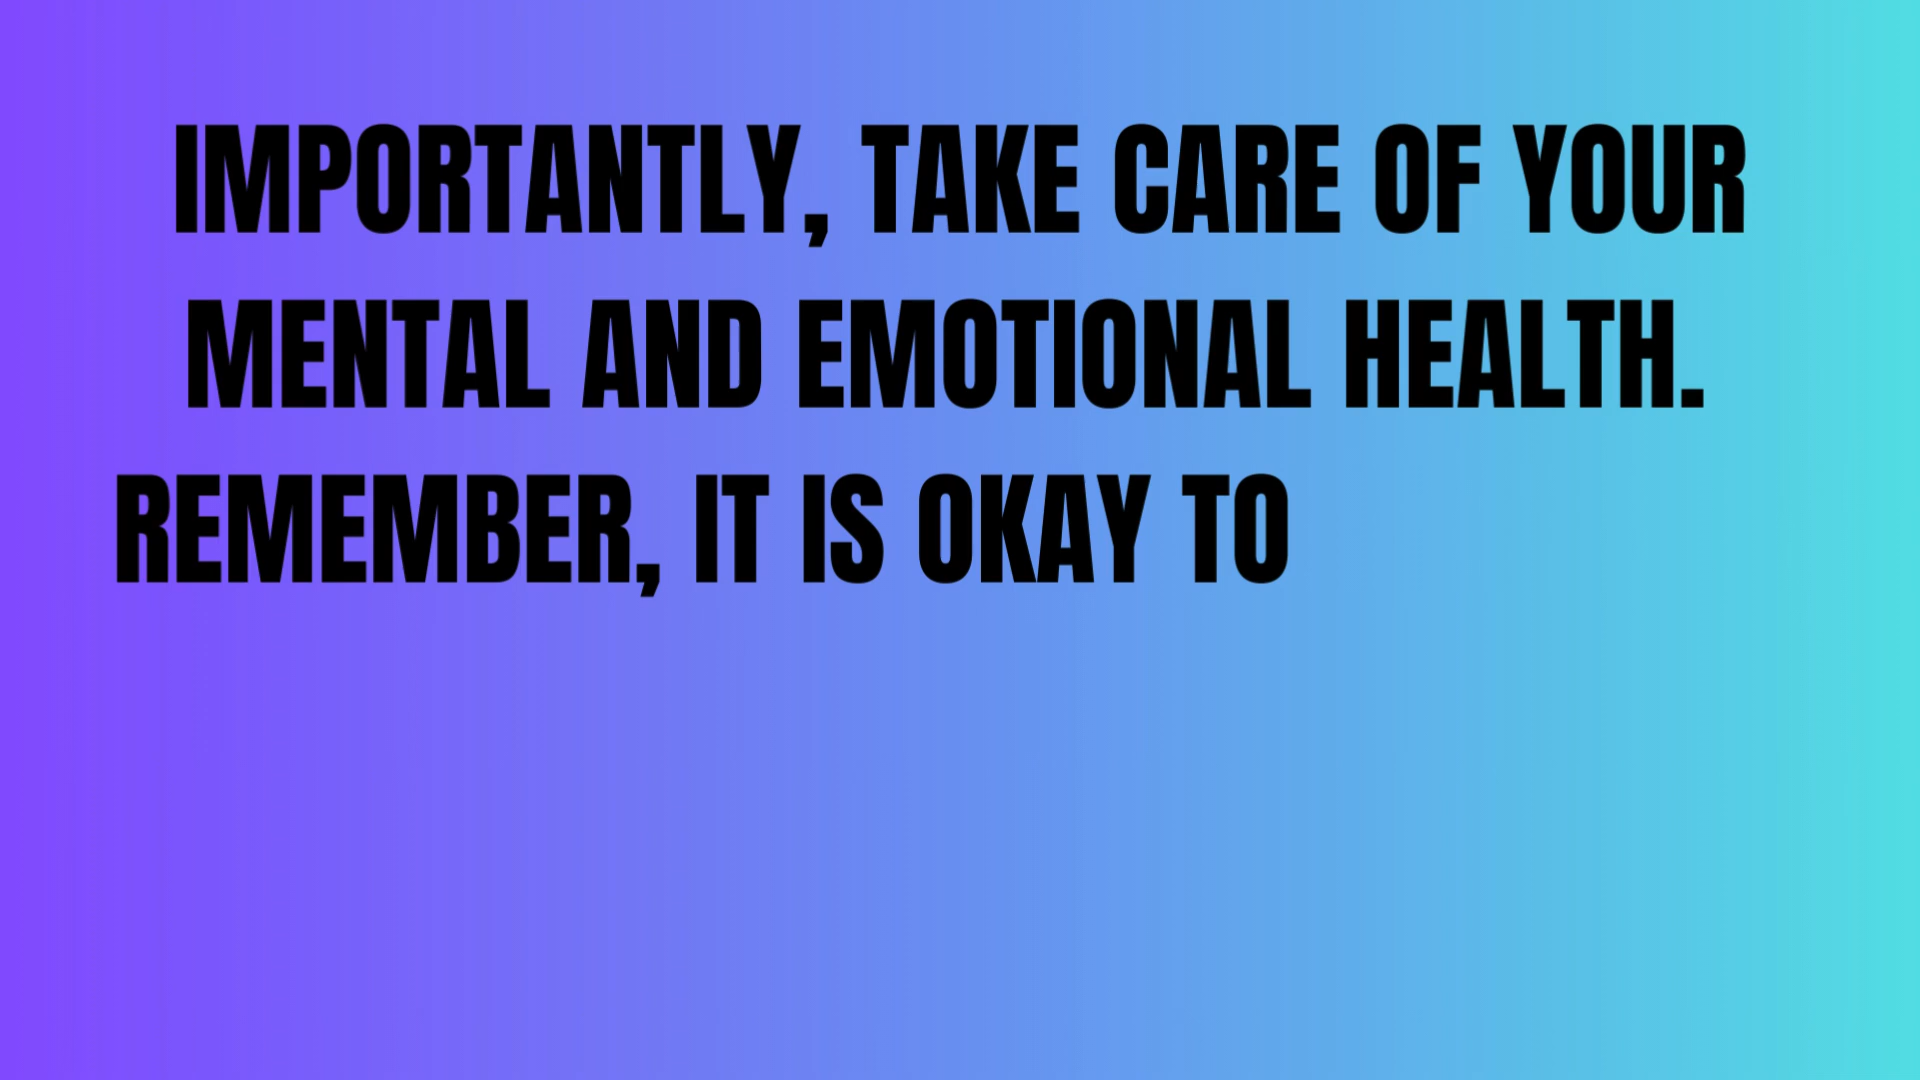 IMPORTANTLY, TAKE CARE OF YOUR
MENTAL AND EMOTIONAL HEALTH.
REMEMBER, IT IS OKAY TO